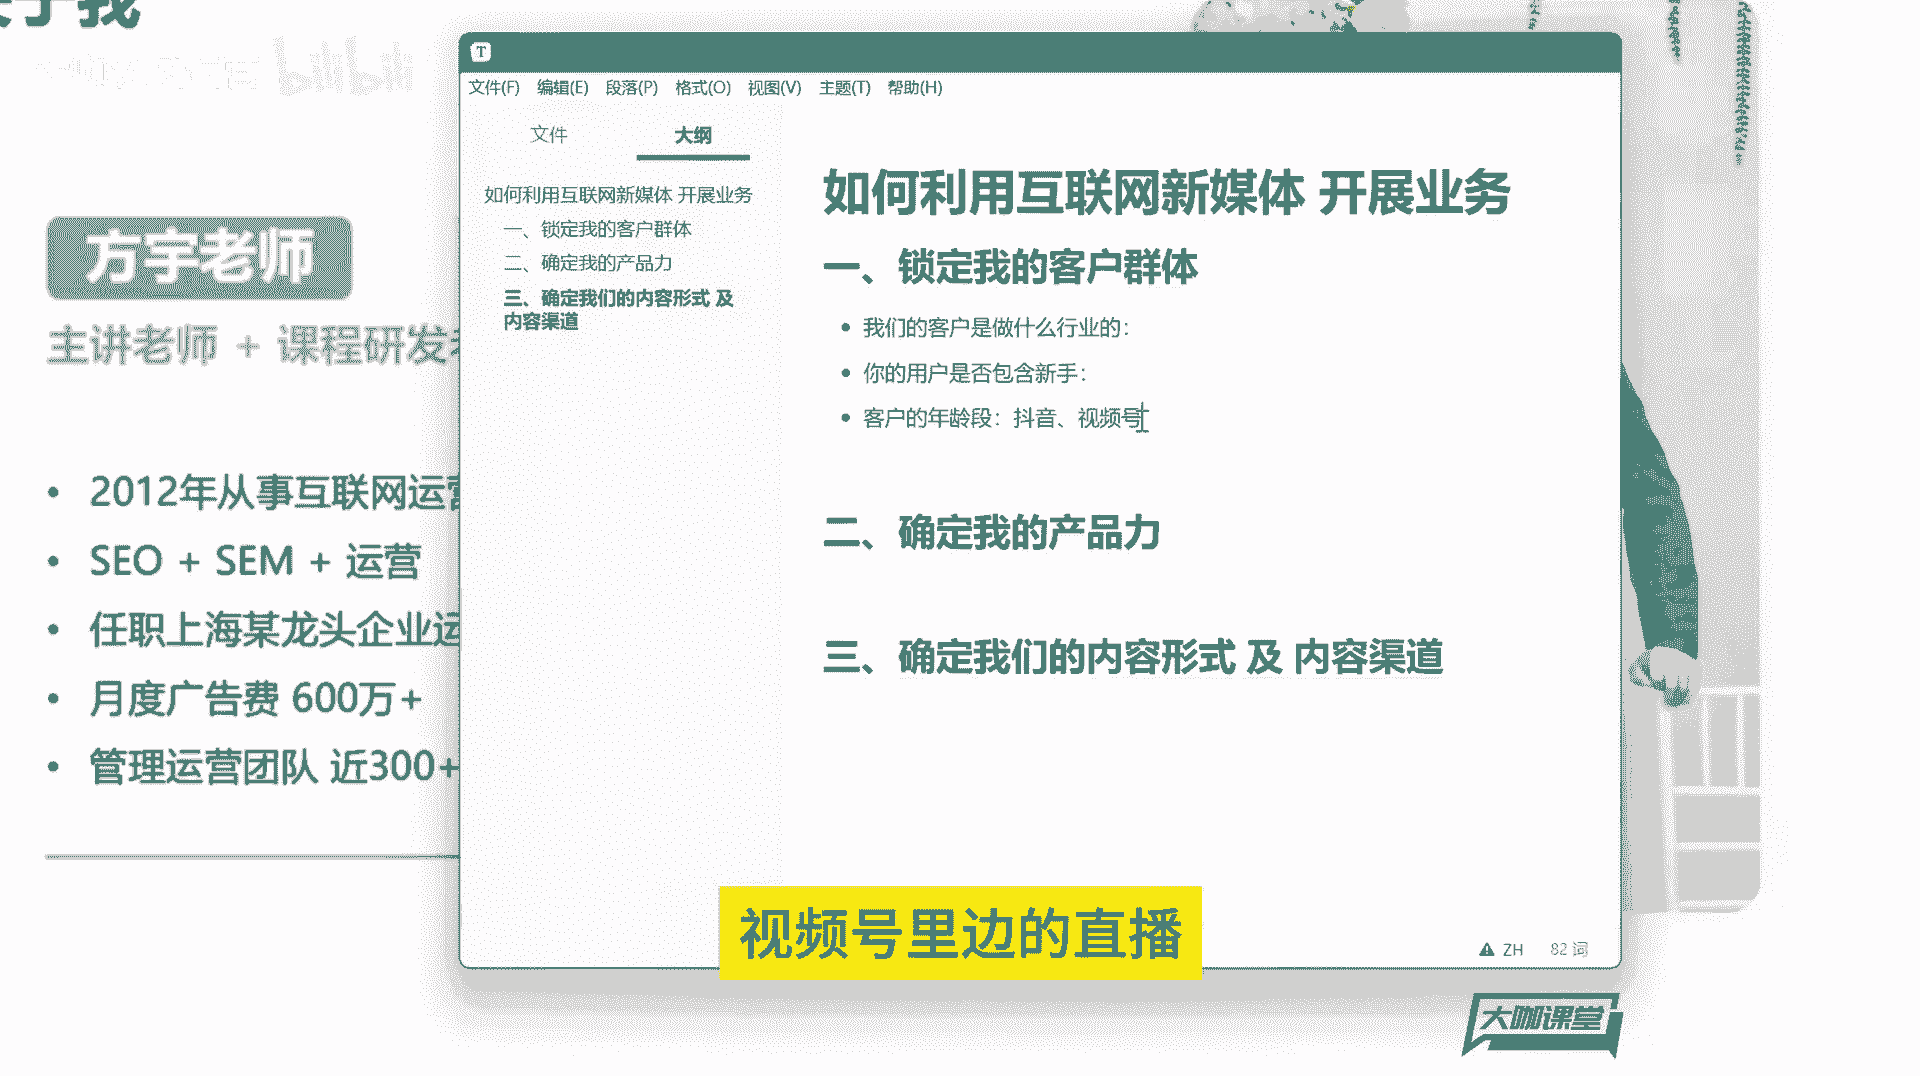 关于我
bilibili
方宇老师
主讲老师 + 课程研发
2012年从事互联网运营
SEO + SEM + 运营
任职上海某龙头企业运
月度广告费 600万+
管理运营团队 近300+
T
文件(F) 编辑(E) 段落(P) 格式(O) 视图(V) 主题(T) 帮助(H)
文件 大纲
如何利用互联网新媒体 开展业务
一、锁定我的客户群体
二、确定我的产品力
三、确定我们的内容形式 及
内容渠道
如何利用互联网新媒体 开展业务
一、锁定我的客户群体
我们的客户是做什么行业的：
你的用户是否包含新手：
客户的年龄段：抖音、视频号
二、确定我的产品力
三、确定我们的内容形式 及 内容渠道
视频号里边的直播
ZH 82 词
大咖课堂